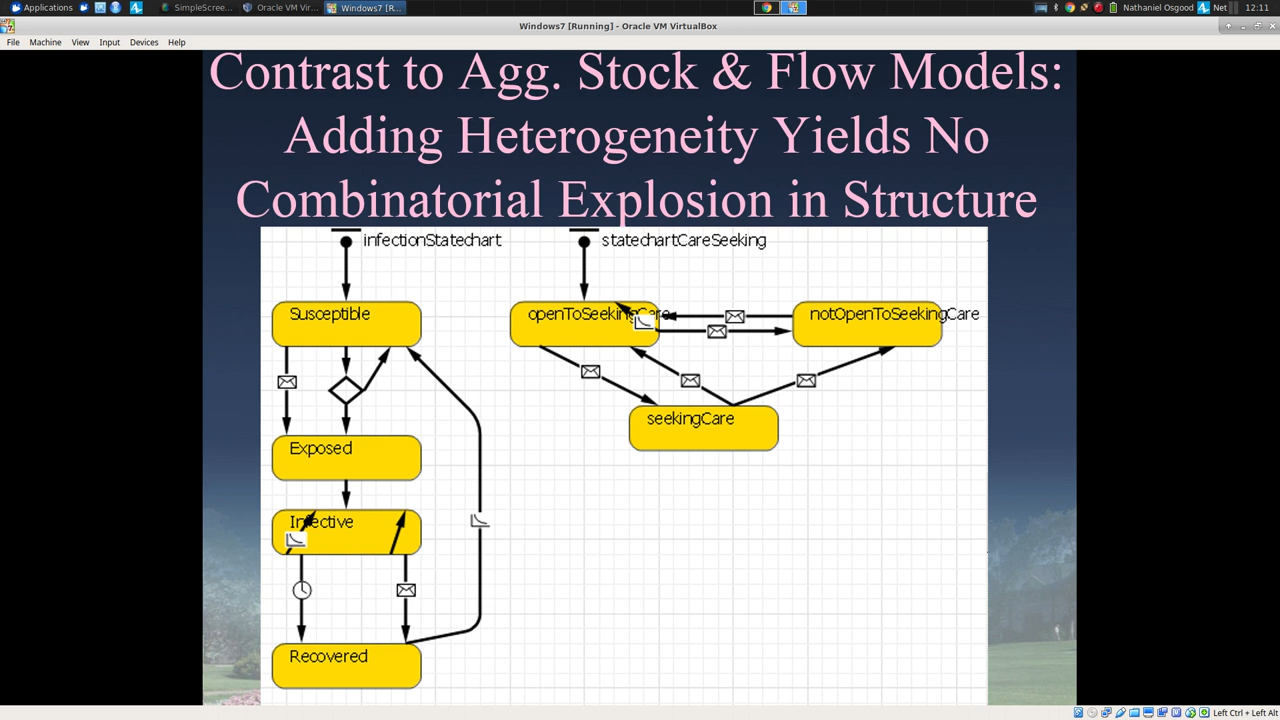 Applications
SimpleScree...
Oracle VM Vir...
Windows7 [R...
Nathaniel Osgood
Net
12:11
Windows7 [Running] - Oracle VM VirtualBox
File Machine View Input Devices Help
Contrast to Agg. Stock & Flow Models:
Adding Heterogeneity Yields No
Combinatorial Explosion in Structure
infectionStatechart
statechartCareSeeking
Susceptible
openToSeekingCare
notOpenToSeekingCare
seekingCare
Exposed
Infective
Recovered
Left Ctrl + Left Alt